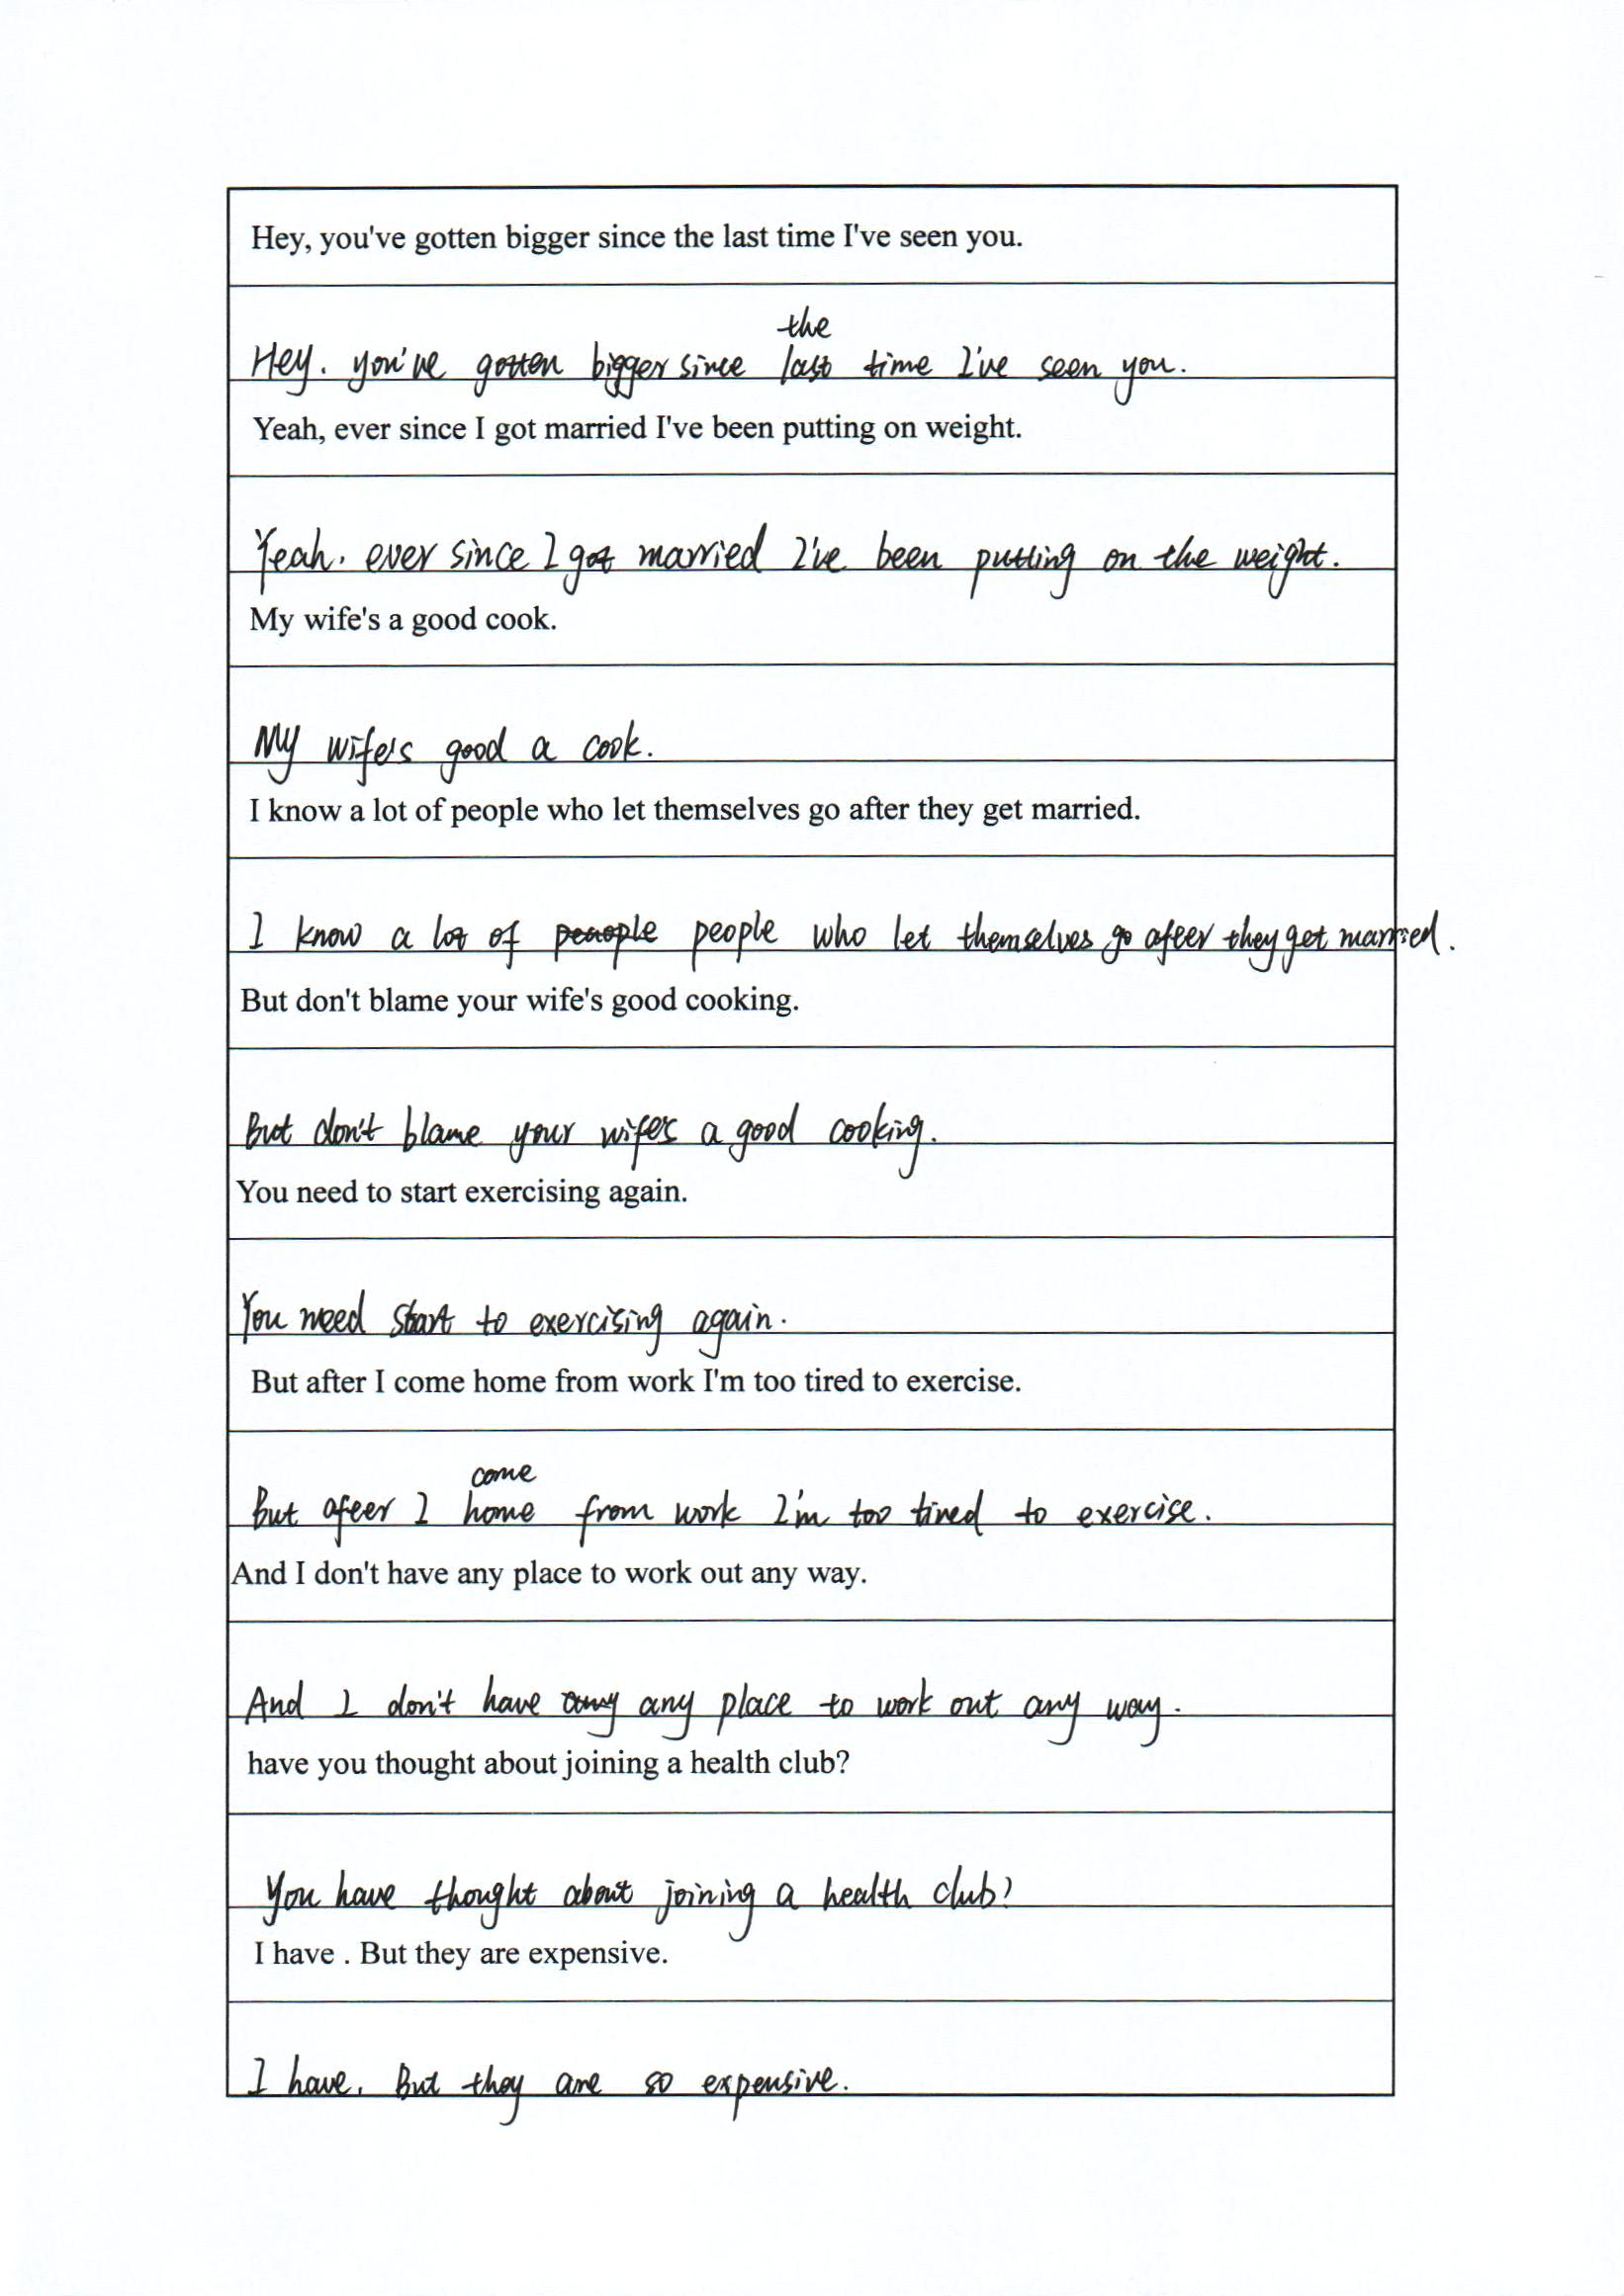 Hey, you've gotten bigger since the last time I've seen you.
the
Hey. you've gotten bigger since last time I've seen you.
Yeah, ever since I got married I've been putting on weight.
Yeah. ever since I got married I've been putting on the weight.
My wife's a good cook.
My wife's good a cook.
I know a lot of people who let themselves go after they get married.
I know a lot of peaople people who let themselves go after they get married.
But don't blame your wife's good cooking.
But don't blame your wife's a good cooking.
You need to start exercising again.
You need start to exercising again.
But after I come home from work I'm too tired to exercise.
come
But after I home from work I'm too tired to exercise.
And I don't have any place to work out any way.
And I don't have any place to work out any way.
have you thought about joining a health club?
You have thought about joining a health club?
I have . But they are expensive.
I have. But they are so expensive.